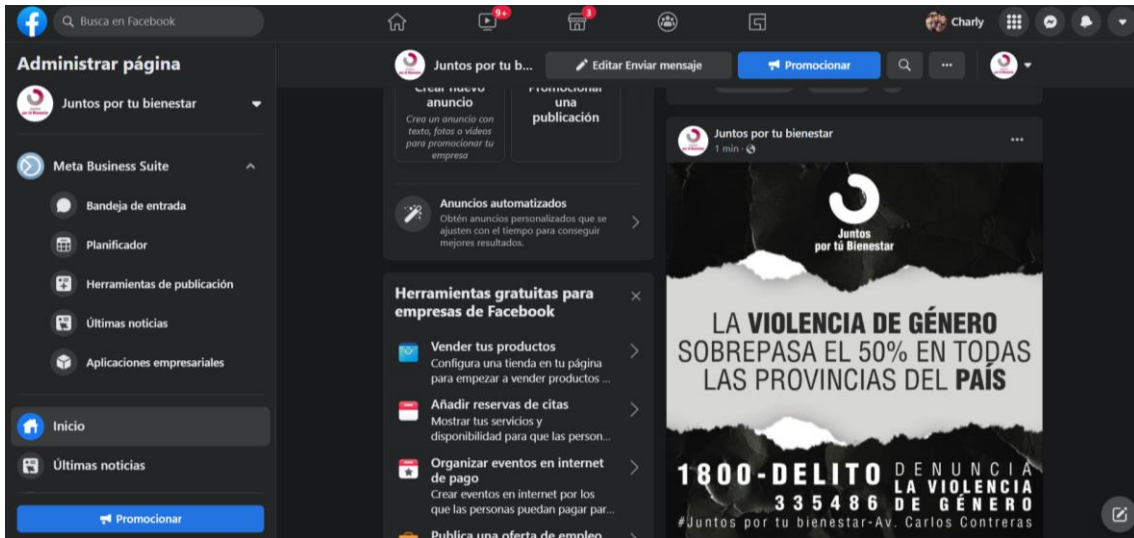 Busca en Facebook
9+
3
Charly
Administrar página
Juntos por tu bienestar
Meta Business Suite
Bandeja de entrada
Planificador
Herramientas de publicación
Últimas noticias
Aplicaciones empresariales
Inicio
Últimas noticias
Promocionar
Juntos por tu b...
Editar Enviar mensaje
Promocionar
Crear nuevo
anuncio
Crea un anuncio con
texto, fotos o vídeos
para promocionar tu
empresa
Promocionar
una
publicación
Anuncios automatizados
Obtén anuncios personalizados que se
ajusten con el tiempo para conseguir
mejores resultados.
Herramientas gratuitas para
empresas de Facebook
Vender tus productos
Configura una tienda en tu página
para empezar a vender productos ...
Añadir reservas de citas
Mostrar tus servicios y
disponibilidad para que las person...
Organizar eventos en internet
de pago
Crear eventos en internet por los
que las personas puedan pagar par...
Publica una oferta de empleo
Juntos por tu bienestar
1 min
Juntos
por tú Bienestar
LA VIOLENCIA DE GÉNERO
SOBREPASA EL 50% EN TODAS
LAS PROVINCIAS DEL PAÍS
1800-DELITO
335486
DENUNCIA
LA VIOLENCIA
DE GÉNERO
#Juntos por tu bienestar-Av. Carlos Contreras